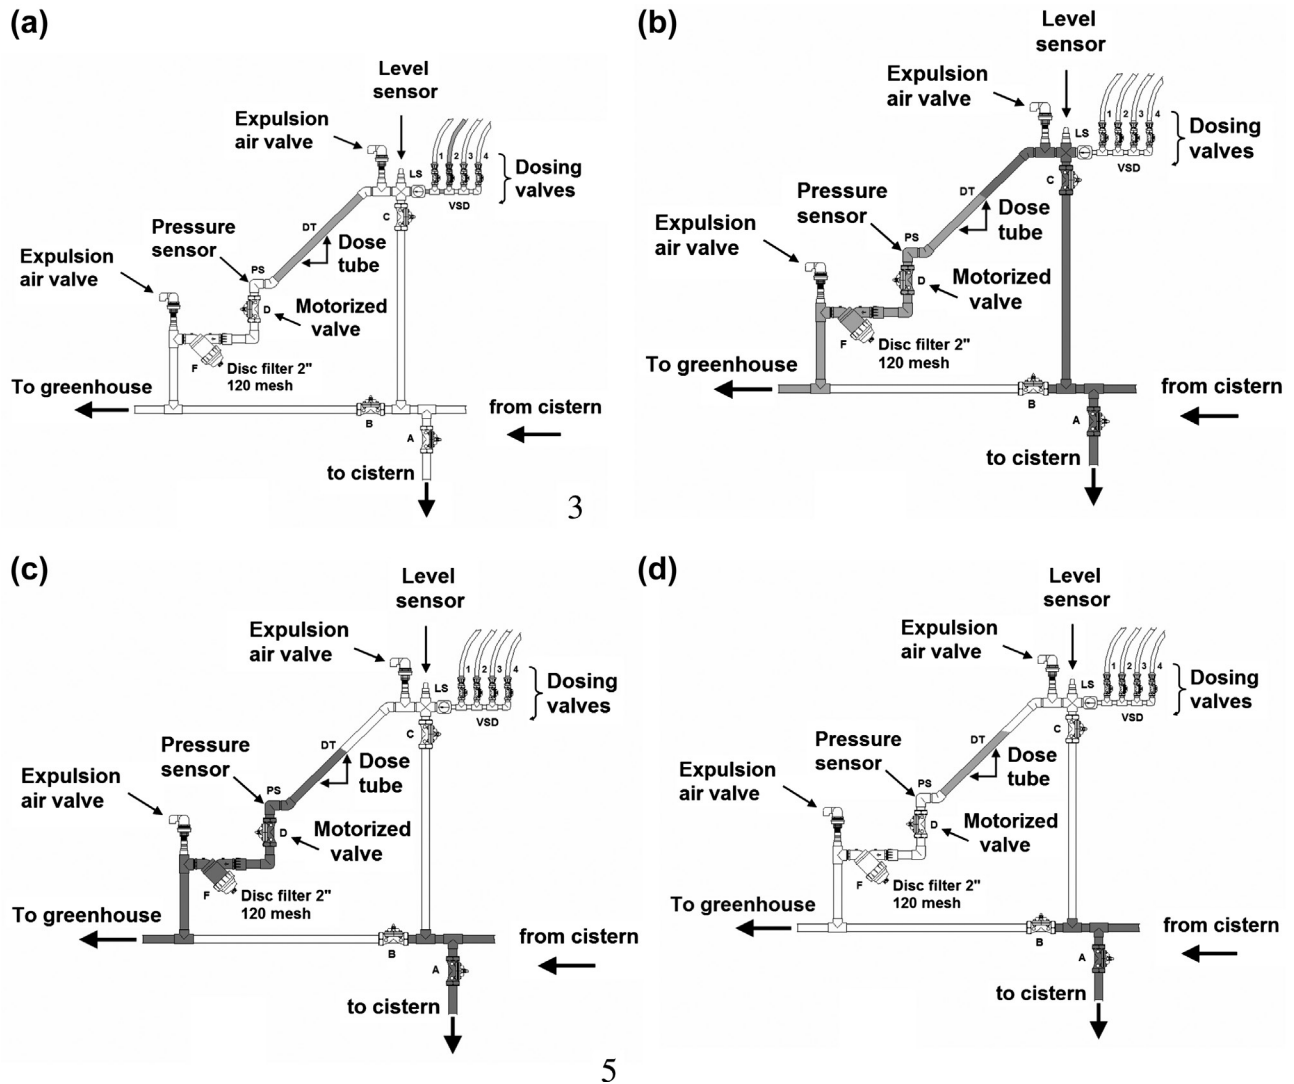 (a)
Level
sensor
Expulsion
air valve
LS
1
2
3
4
Dosing
valves
VSD
C
DT
Dose
tube
Pressure
sensor
PS
Expulsion
air valve
D
Motorized
valve
F
Disc filter 2"
120 mesh
To greenhouse
from cistern
B
A
to cistern
3
(b)
Level
sensor
Expulsion
air valve
LS
1
2
3
4
Dosing
valves
VSD
C
DT
Dose
tube
Pressure
sensor
PS
Expulsion
air valve
D
Motorized
valve
F
Disc filter 2"
120 mesh
To greenhouse
from cistern
B
A
to cistern
(c)
Level
sensor
Expulsion
air valve
LS
1
2
3
4
Dosing
valves
VSD
C
DT
Dose
tube
Pressure
sensor
PS
Expulsion
air valve
D
Motorized
valve
F
Disc filter 2"
120 mesh
To greenhouse
from cistern
B
A
to cistern
5
(d)
Level
sensor
Expulsion
air valve
LS
1
2
3
4
Dosing
valves
VSD
C
DT
Dose
tube
Pressure
sensor
PS
Expulsion
air valve
D
Motorized
valve
F
Disc filter 2"
120 mesh
To greenhouse
from cistern
B
A
to cistern